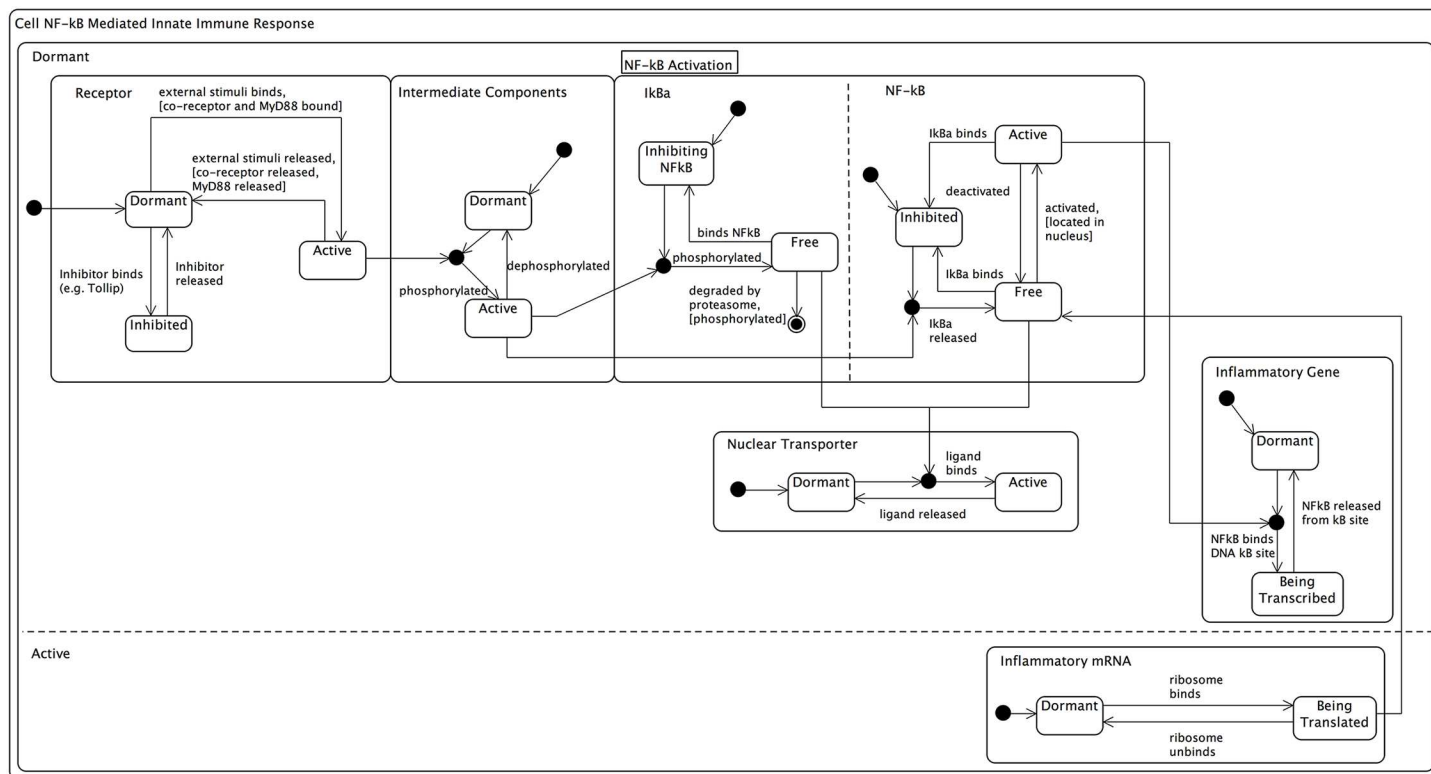 Cell NF-kB Mediated Innate Immune Response
Dormant
NF-kB Activation
Receptor
external stimuli binds,
[co-receptor and MyD88 bound]
external stimuli released,
[co-receptor released,
MyD88 released]
Dormant
Active
Inhibitor binds
(e.g. Tollip)
Inhibitor
released
Inhibited
Intermediate Components
Dormant
dephosphorylated
phosphorylated
Active
IkBa
Inhibiting
NFkB
binds NFkB
Free
phosphorylated
degraded by
proteasome,
[phosphorylated]
NF-kB
IkBa binds
Active
deactivated
activated,
[located in
nucleus]
Inhibited
IkBa binds
Free
IkBa
released
Nuclear Transporter
Dormant
ligand
binds
Active
ligand released
Inflammatory Gene
Dormant
NFkB released
from kB site
NFkB binds
DNA kB site
Being
Transcribed
Active
Inflammatory mRNA
Dormant
ribosome
binds
Being
Translated
ribosome
unbinds